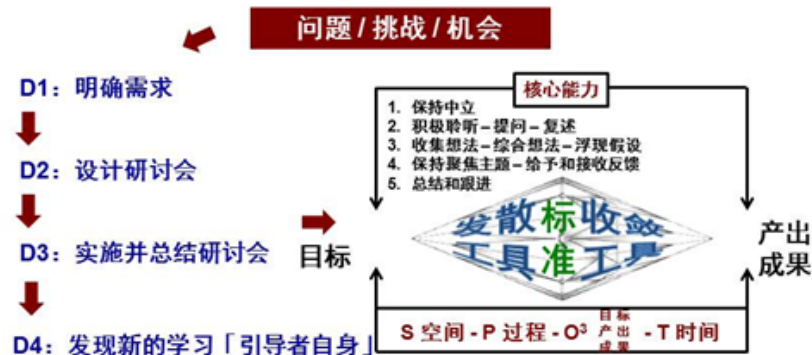 问题 / 挑战 / 机会
D1：明确需求
D2：设计研讨会
D3：实施并总结研讨会
D4：发现新的学习「引导者自身」
核心能力
1. 保持中立
2. 积极聆听 – 提问 – 复述
3. 收集想法 – 综合想法 – 浮现假设
4. 保持聚焦主题 – 给予和接收反馈
5. 总结和跟进
目标
发散 标 收敛
工具 准 工具
产出
成果
S 空间 - P 过程 - O³ 目标 产出 成果 - T 时间